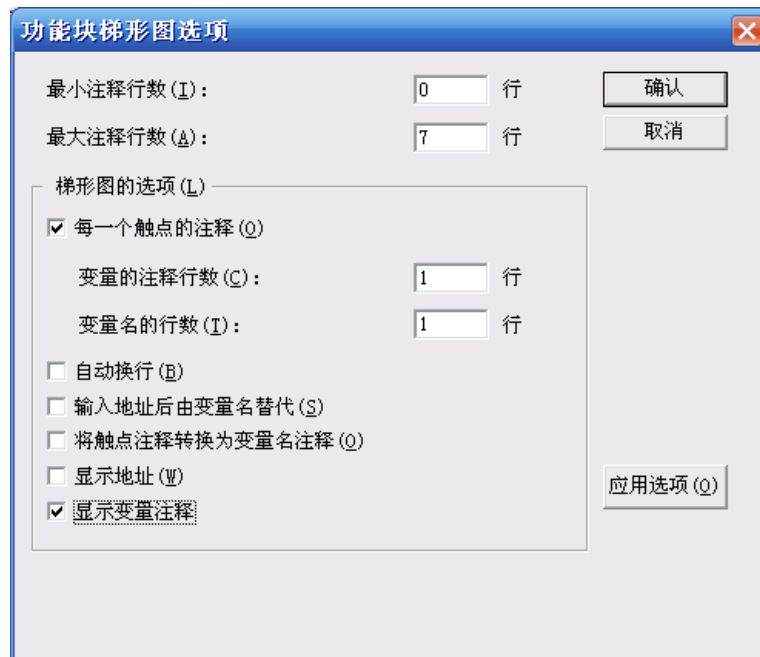 功能块梯形图选项
最小注释行数(I): 0 行 确认
最大注释行数(A): 7 行 取消
梯形图的选项(L)
每一个触点的注释(O)
变量的注释行数(C): 1 行
变量名的行数(T): 1 行
自动换行(B)
输入地址后由变量名替代(S)
将触点注释转换为变量名注释(O)
显示地址(W)
应用选项(O)
显示变量注释